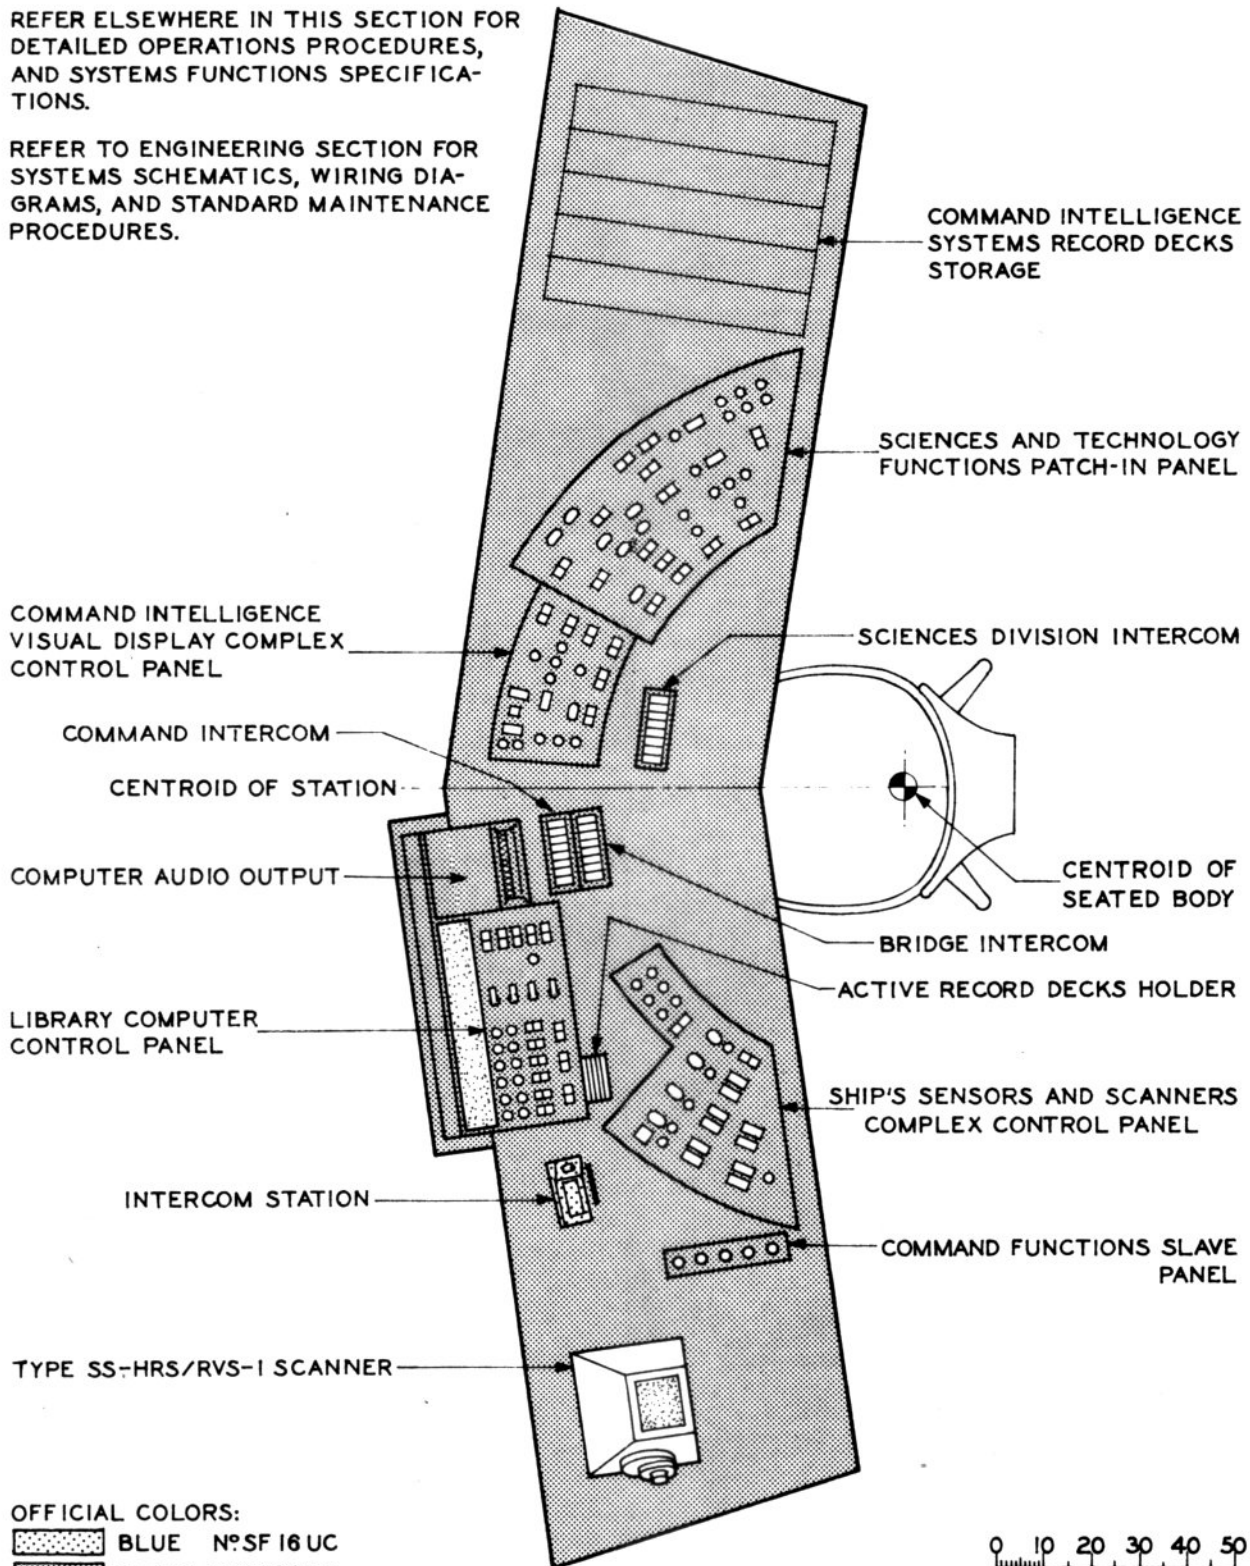 REFER ELSEWHERE IN THIS SECTION FOR
DETAILED OPERATIONS PROCEDURES,
AND SYSTEMS FUNCTIONS SPECIFICA-
TIONS.
REFER TO ENGINEERING SECTION FOR
SYSTEMS SCHEMATICS, WIRING DIA-
GRAMS, AND STANDARD MAINTENANCE
PROCEDURES.
COMMAND INTELLIGENCE
SYSTEMS RECORD DECKS
STORAGE
SCIENCES AND TECHNOLOGY
FUNCTIONS PATCH-IN PANEL
COMMAND INTELLIGENCE
VISUAL DISPLAY COMPLEX
CONTROL PANEL
SCIENCES DIVISION INTERCOM
COMMAND INTERCOM
CENTROID OF STATION
COMPUTER AUDIO OUTPUT
CENTROID OF
SEATED BODY
BRIDGE INTERCOM
ACTIVE RECORD DECKS HOLDER
LIBRARY COMPUTER
CONTROL PANEL
SHIP'S SENSORS AND SCANNERS
COMPLEX CONTROL PANEL
INTERCOM STATION
COMMAND FUNCTIONS SLAVE
PANEL
TYPE SS-HRS/RVS-I SCANNER
OFFICIAL COLORS:
BLUE Nº SF 16 UC
0 10 20 30 40 50